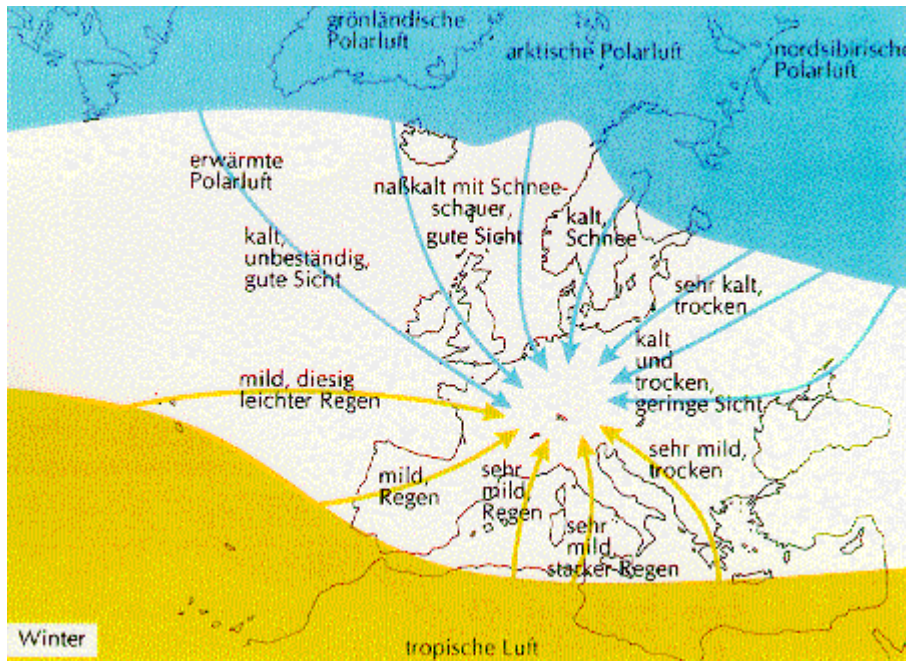 grönländische
Polarluft
arktische Polarluft
nordsibirische
Polarluft
erwärmte
Polarluft
naßkalt mit Schnee-
schauer,
gute Sicht
kalt,
Schnee
kalt,
unbeständig,
gute Sicht
sehr kalt,
trocken
kalt
und
trocken,
geringe Sicht
mild, diesig
leichter Regen
mild,
Regen
sehr
mild,
Regen
sehr
mild,
starker Regen
sehr mild,
trocken
Winter
tropische Luft